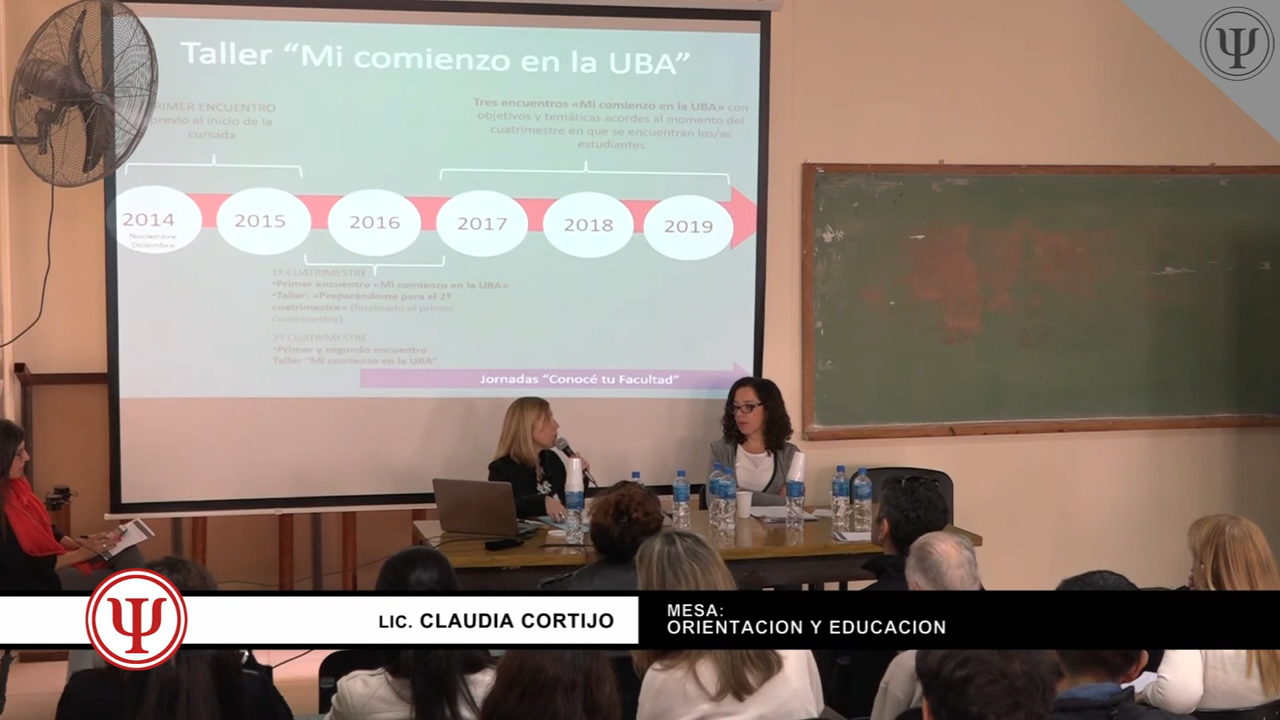 Taller “Mi comienzo en la UBA”
PRIMER ENCUENTRO
previo al inicio de la
cursada
Tres encuentros «Mi comienzo en la UBA» con
objetivos y temáticas acordes al momento del
cuatrimestre en que se encuentran los/as
estudiantes
2014
Noviembre
Diciembre
2015
2016
2017
2018
2019
1º CUATRIMESTRE:
•Primer encuentro «Mi comienzo en la UBA»
•Taller: «Preparándome para el 2º
cuatrimestre» (finalizado el primer
cuatrimestre)
2º CUATRIMESTRE:
•Primer y segundo encuentro
Taller "Mi comienzo en la UBA"
Jornadas “Conocé tu Facultad”
Ψ
Ψ
LIC. CLAUDIA CORTIJO
MESA:
ORIENTACION Y EDUCACION